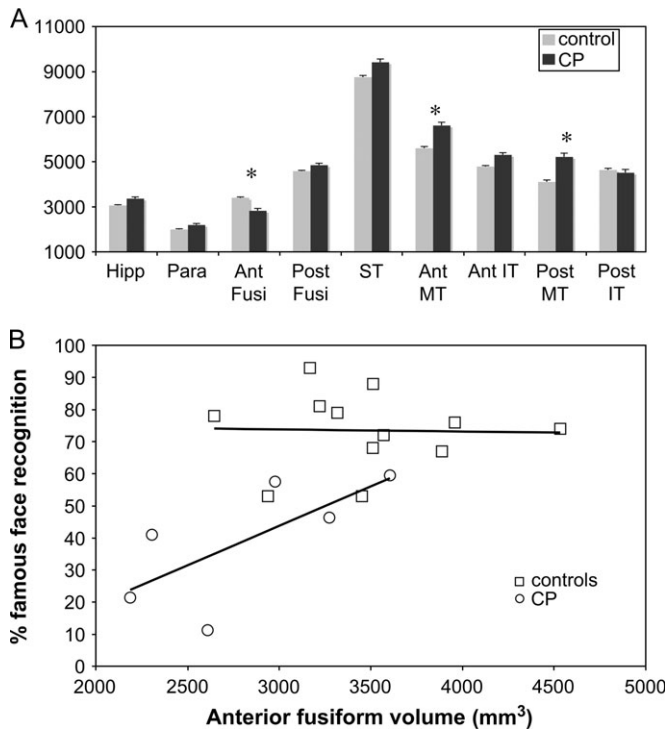 A
11000
9000
7000
5000
3000
1000
control
CP
*
*
*
Hipp Para Ant Post ST Ant Ant IT Post Post
Fusi Fusi MT MT IT
B
% famous face recognition
100
90
80
70
60
50
40
30
20
10
0
controls
CP
2000 2500 3000 3500 4000 4500 5000
Anterior fusiform volume (mm³)